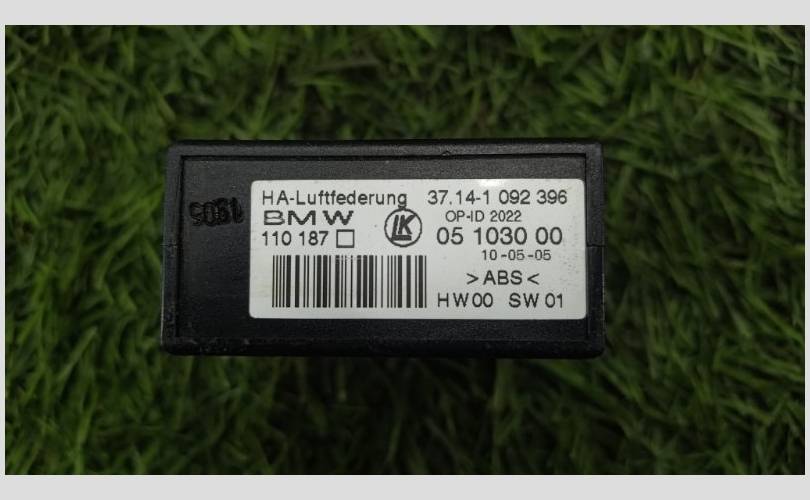 HA-Luftfederung 37.14-1 092 396
BMW LK OP-ID 2022
110 187 05 1030 00
10-05-05
>ABS<
HW00 SW01